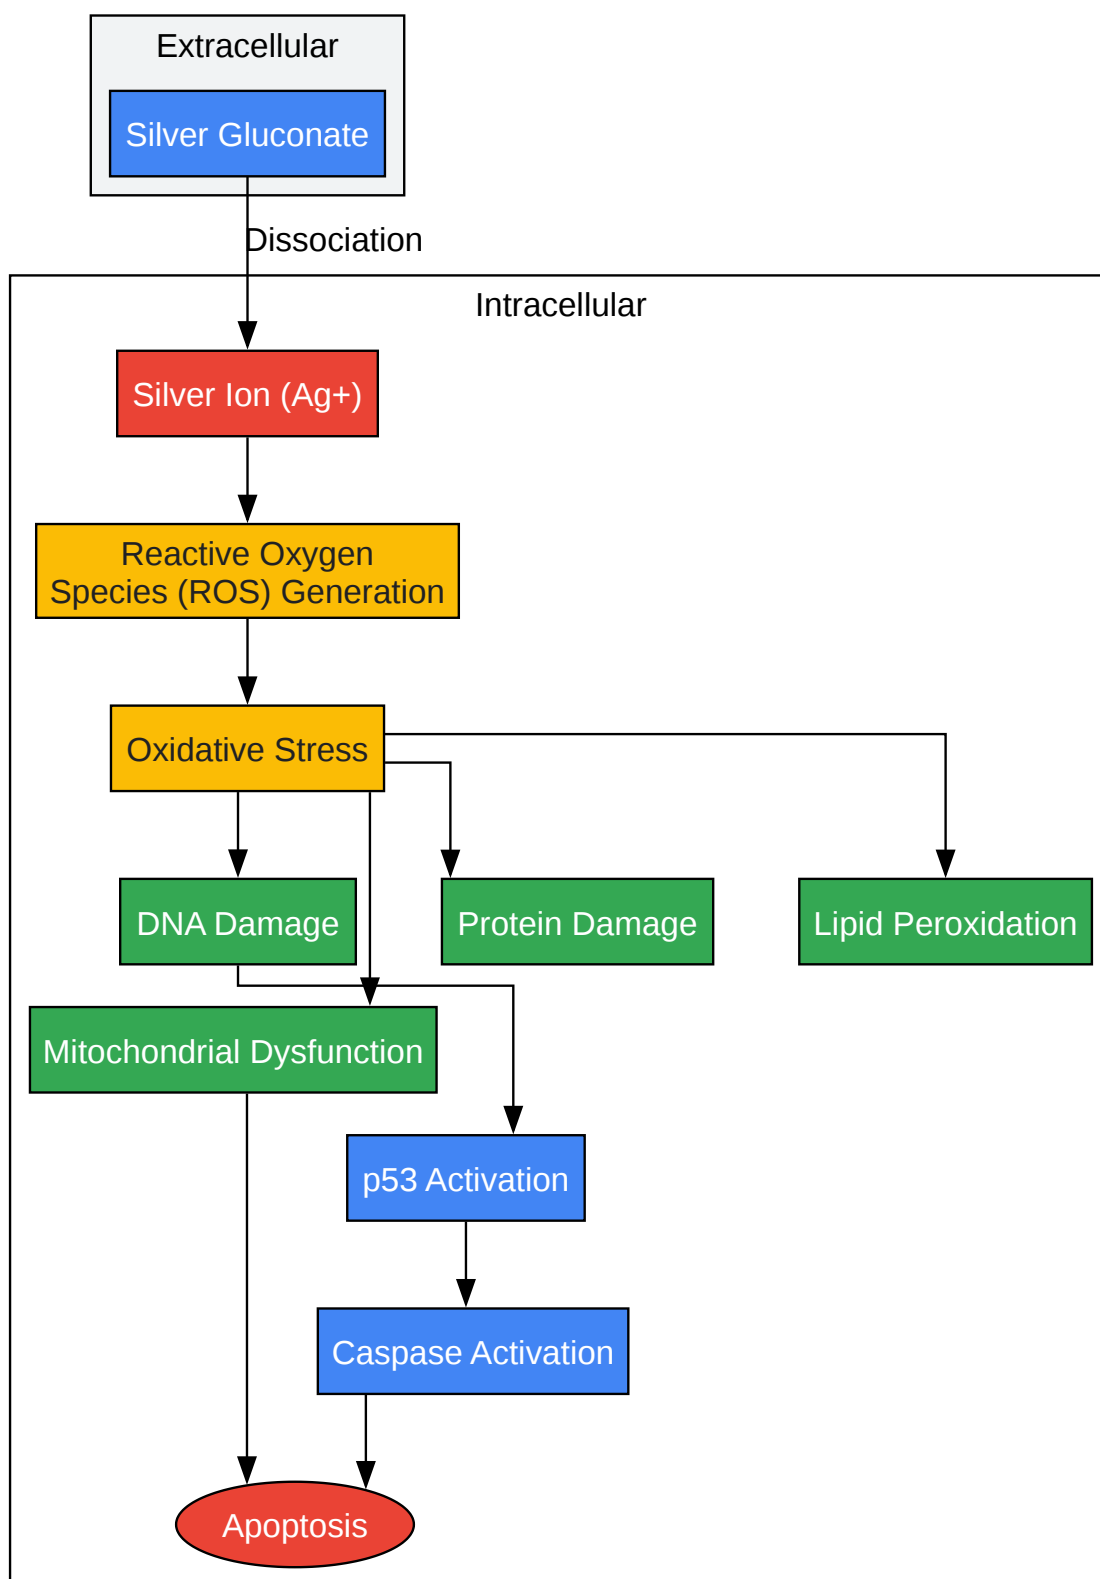 Extracellular
Silver Gluconate
Dissociation
Intracellular
Silver Ion (Ag+)
Reactive Oxygen
Species (ROS) Generation
Oxidative Stress
DNA Damage
Protein Damage
Lipid Peroxidation
Mitochondrial Dysfunction
p53 Activation
Caspase Activation
Apoptosis